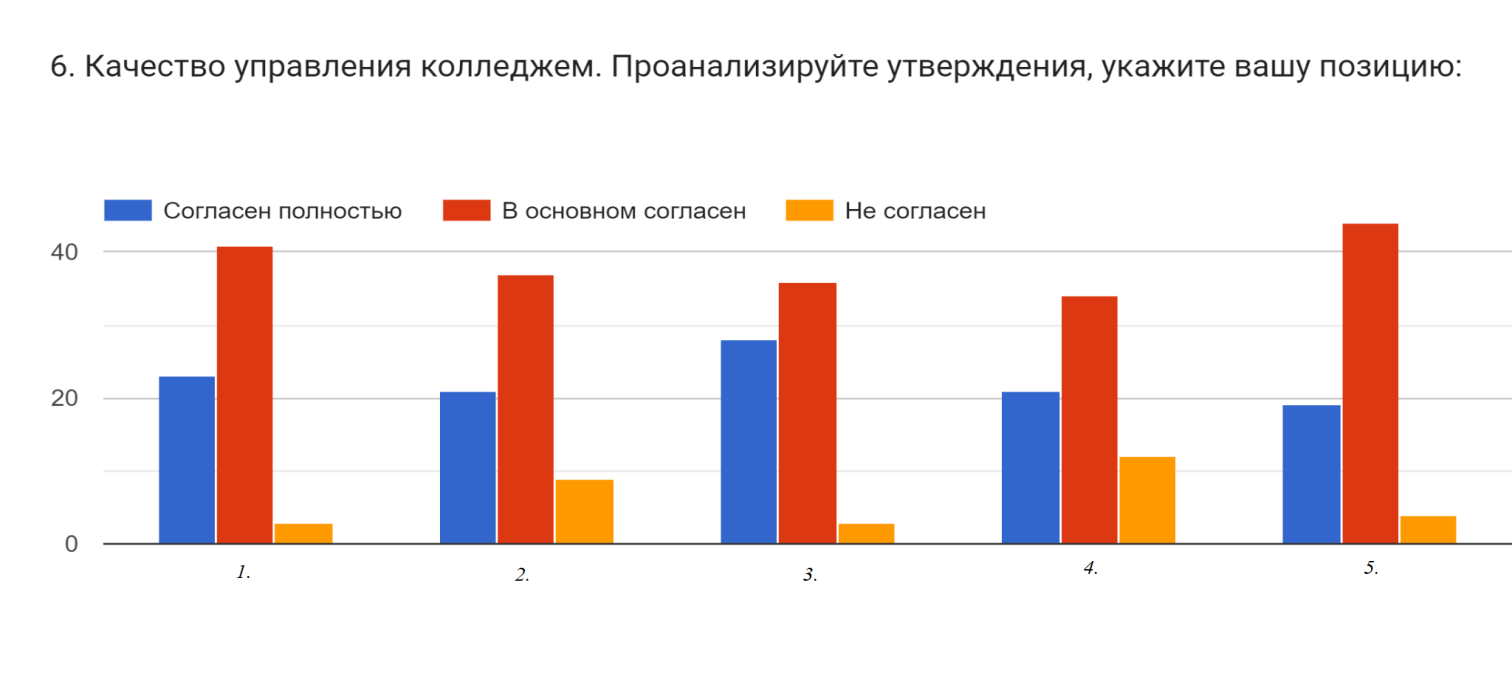 6. Качество управления колледжем. Проанализируйте утверждения, укажите вашу позицию:
Согласен полностью В основном согласен Не согласен
40
20
0
1. 2. 3. 4. 5.